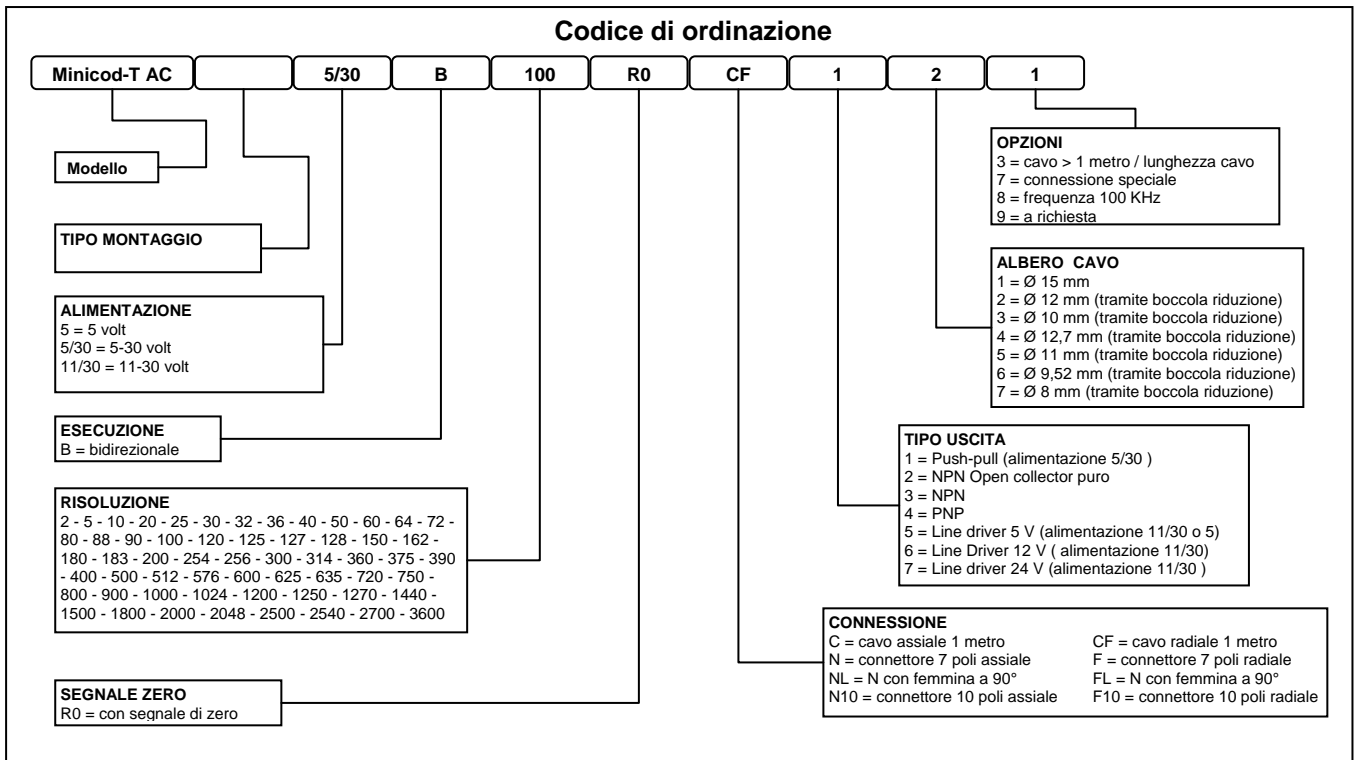 Codice di ordinazione
Minicod-T AC 5/30 B 100 R0 CF 1 2 1
Modello
TIPO MONTAGGIO
ALIMENTAZIONE
5 = 5 volt
5/30 = 5-30 volt
11/30 = 11-30 volt
ESECUZIONE
B = bidirezionale
RISOLUZIONE
2 - 5 - 10 - 20 - 25 - 30 - 32 - 36 - 40 - 50 - 60 - 64 - 72 -
80 - 88 - 90 - 100 - 120 - 125 - 127 - 128 - 150 - 162 -
180 - 183 - 200 - 254 - 256 - 300 - 314 - 360 - 375 - 390
- 400 - 500 - 512 - 576 - 600 - 625 - 635 - 720 - 750 -
800 - 900 - 1000 - 1024 - 1200 - 1250 - 1270 - 1440 -
1500 - 1800 - 2000 - 2048 - 2500 - 2540 - 2700 - 3600
SEGNALE ZERO
R0 = con segnale di zero
OPZIONI
3 = cavo > 1 metro / lunghezza cavo
7 = connessione speciale
8 = frequenza 100 KHz
9 = a richiesta
ALBERO CAVO
1 = Ø 15 mm
2 = Ø 12 mm (tramite boccola riduzione)
3 = Ø 10 mm (tramite boccola riduzione)
4 = Ø 12,7 mm (tramite boccola riduzione)
5 = Ø 11 mm (tramite boccola riduzione)
6 = Ø 9,52 mm (tramite boccola riduzione)
7 = Ø 8 mm (tramite boccola riduzione)
TIPO USCITA
1 = Push-pull (alimentazione 5/30 )
2 = NPN Open collector puro
3 = NPN
4 = PNP
5 = Line driver 5 V (alimentazione 11/30 o 5)
6 = Line Driver 12 V ( alimentazione 11/30)
7 = Line driver 24 V (alimentazione 11/30 )
CONNESSIONE
C = cavo assiale 1 metro CF = cavo radiale 1 metro
N = connettore 7 poli assiale F = connettore 7 poli radiale
NL = N con femmina a 90° FL = N con femmina a 90°
N10 = connettore 10 poli assiale F10 = connettore 10 poli radiale